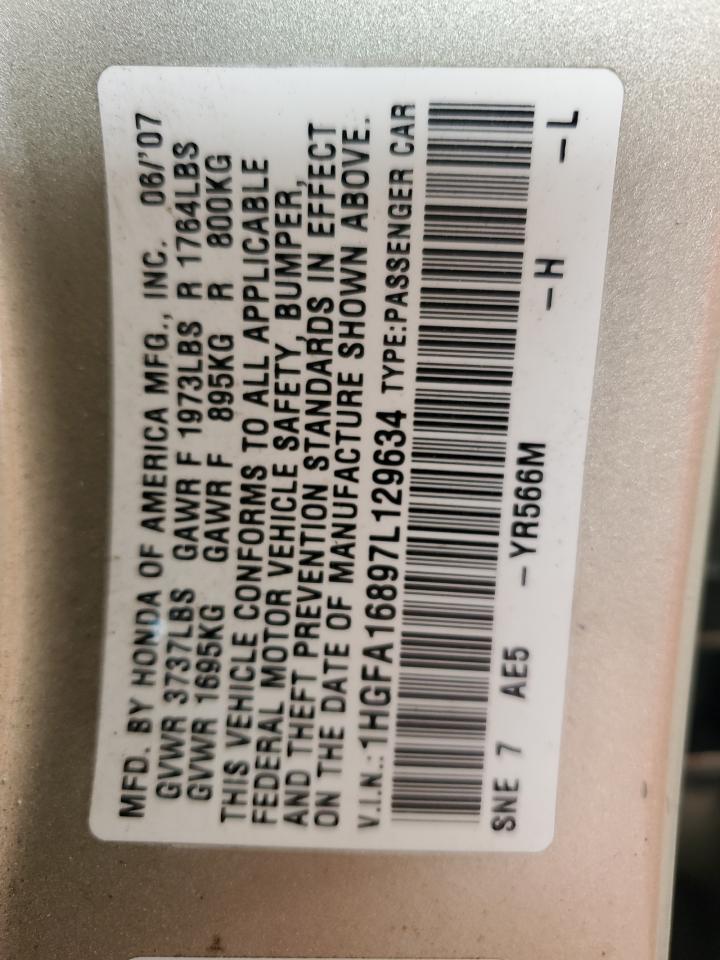 MFD. BY HONDA OF AMERICA MFG., INC. 06/'07
GVWR 3737LBS GAWR F 1973LBS R 1764LBS
GVWR 1695KG GAWR F 895KG R 800KG
THIS VEHICLE CONFORMS TO ALL APPLICABLE
FEDERAL MOTOR VEHICLE SAFETY, BUMPER,
AND THEFT PREVENTION STANDARDS IN EFFECT
ON THE DATE OF MANUFACTURE SHOWN ABOVE.
V.I.N.:1HGFA16897L129634 TYPE:PASSENGER CAR
SNE 7 AE5 -YR566M -H -L